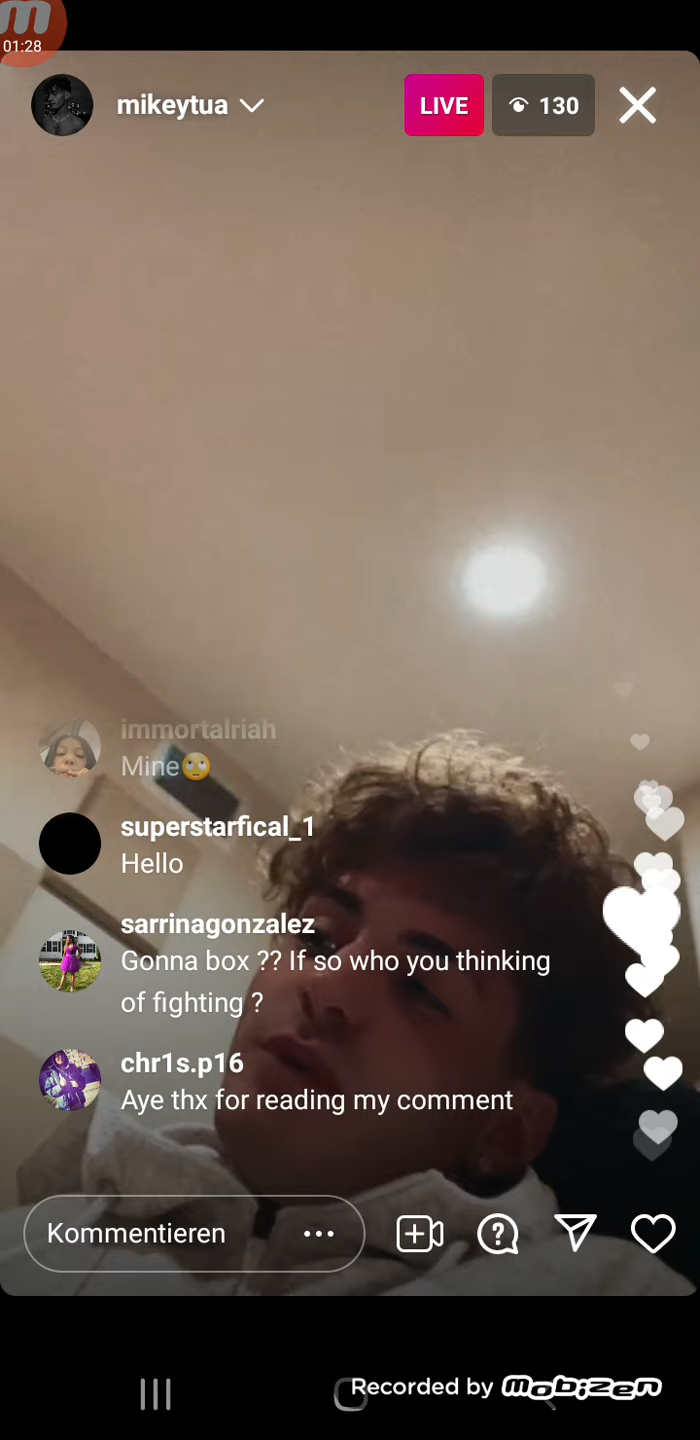 m
01:28
mikeytua
LIVE
130
immortalriah
Mine🙄
superstarfical_1
Hello
sarrinagonzalez
Gonna box ?? If so who you thinking
of fighting ?
chr1s.p16
Aye thx for reading my comment
Kommentieren
Recorded by mobizen